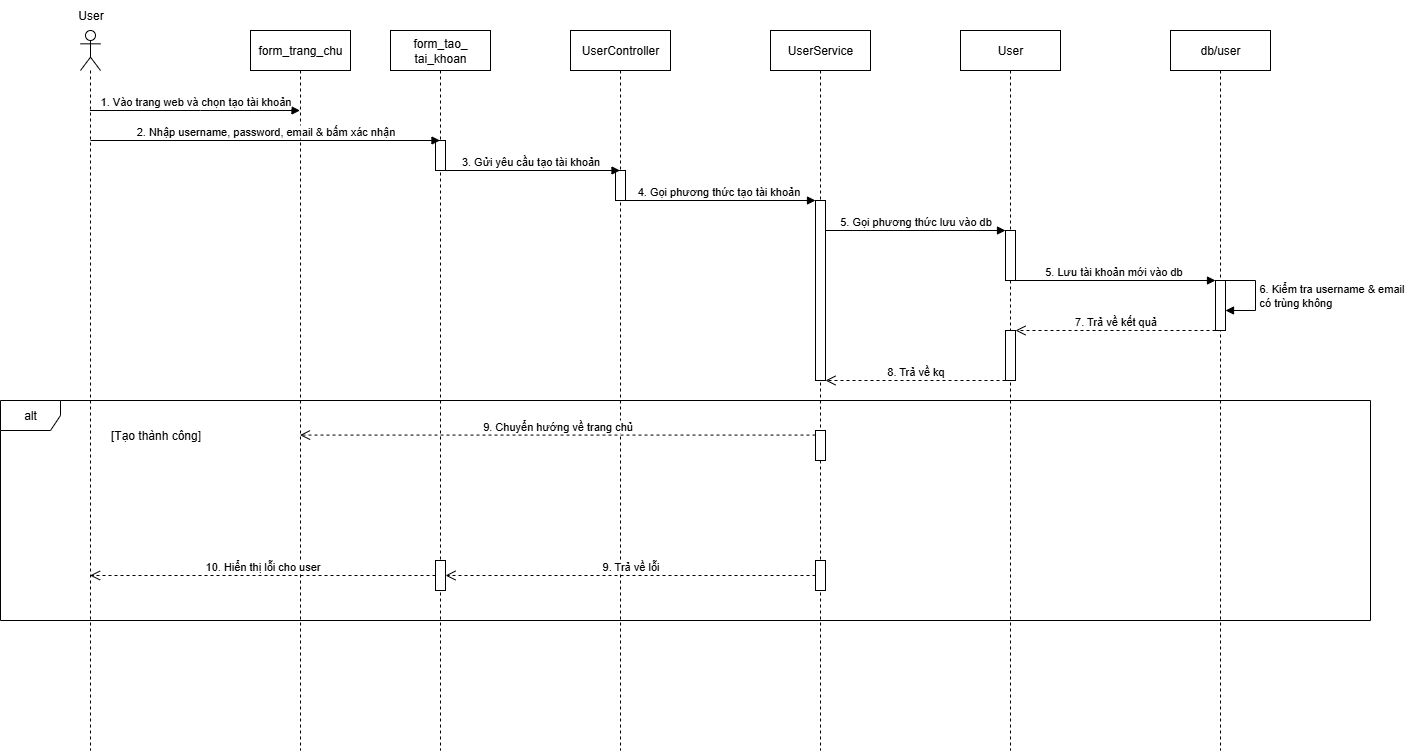 User
form_trang_chu
form_tao_
tai_khoan
UserController
UserService
User
db/user
1. Vào trang web và chọn tạo tài khoản
2. Nhập username, password, email & bấm xác nhận
3. Gửi yêu cầu tạo tài khoản
4. Gọi phương thức tạo tài khoản
5. Gọi phương thức lưu vào db
5. Lưu tài khoản mới vào db
6. Kiểm tra username & email
có trùng không
7. Trả về kết quả
8. Trả về kq
alt
[Tạo thành công]
9. Chuyển hướng về trang chủ
10. Hiển thị lỗi cho user
9. Trả về lỗi